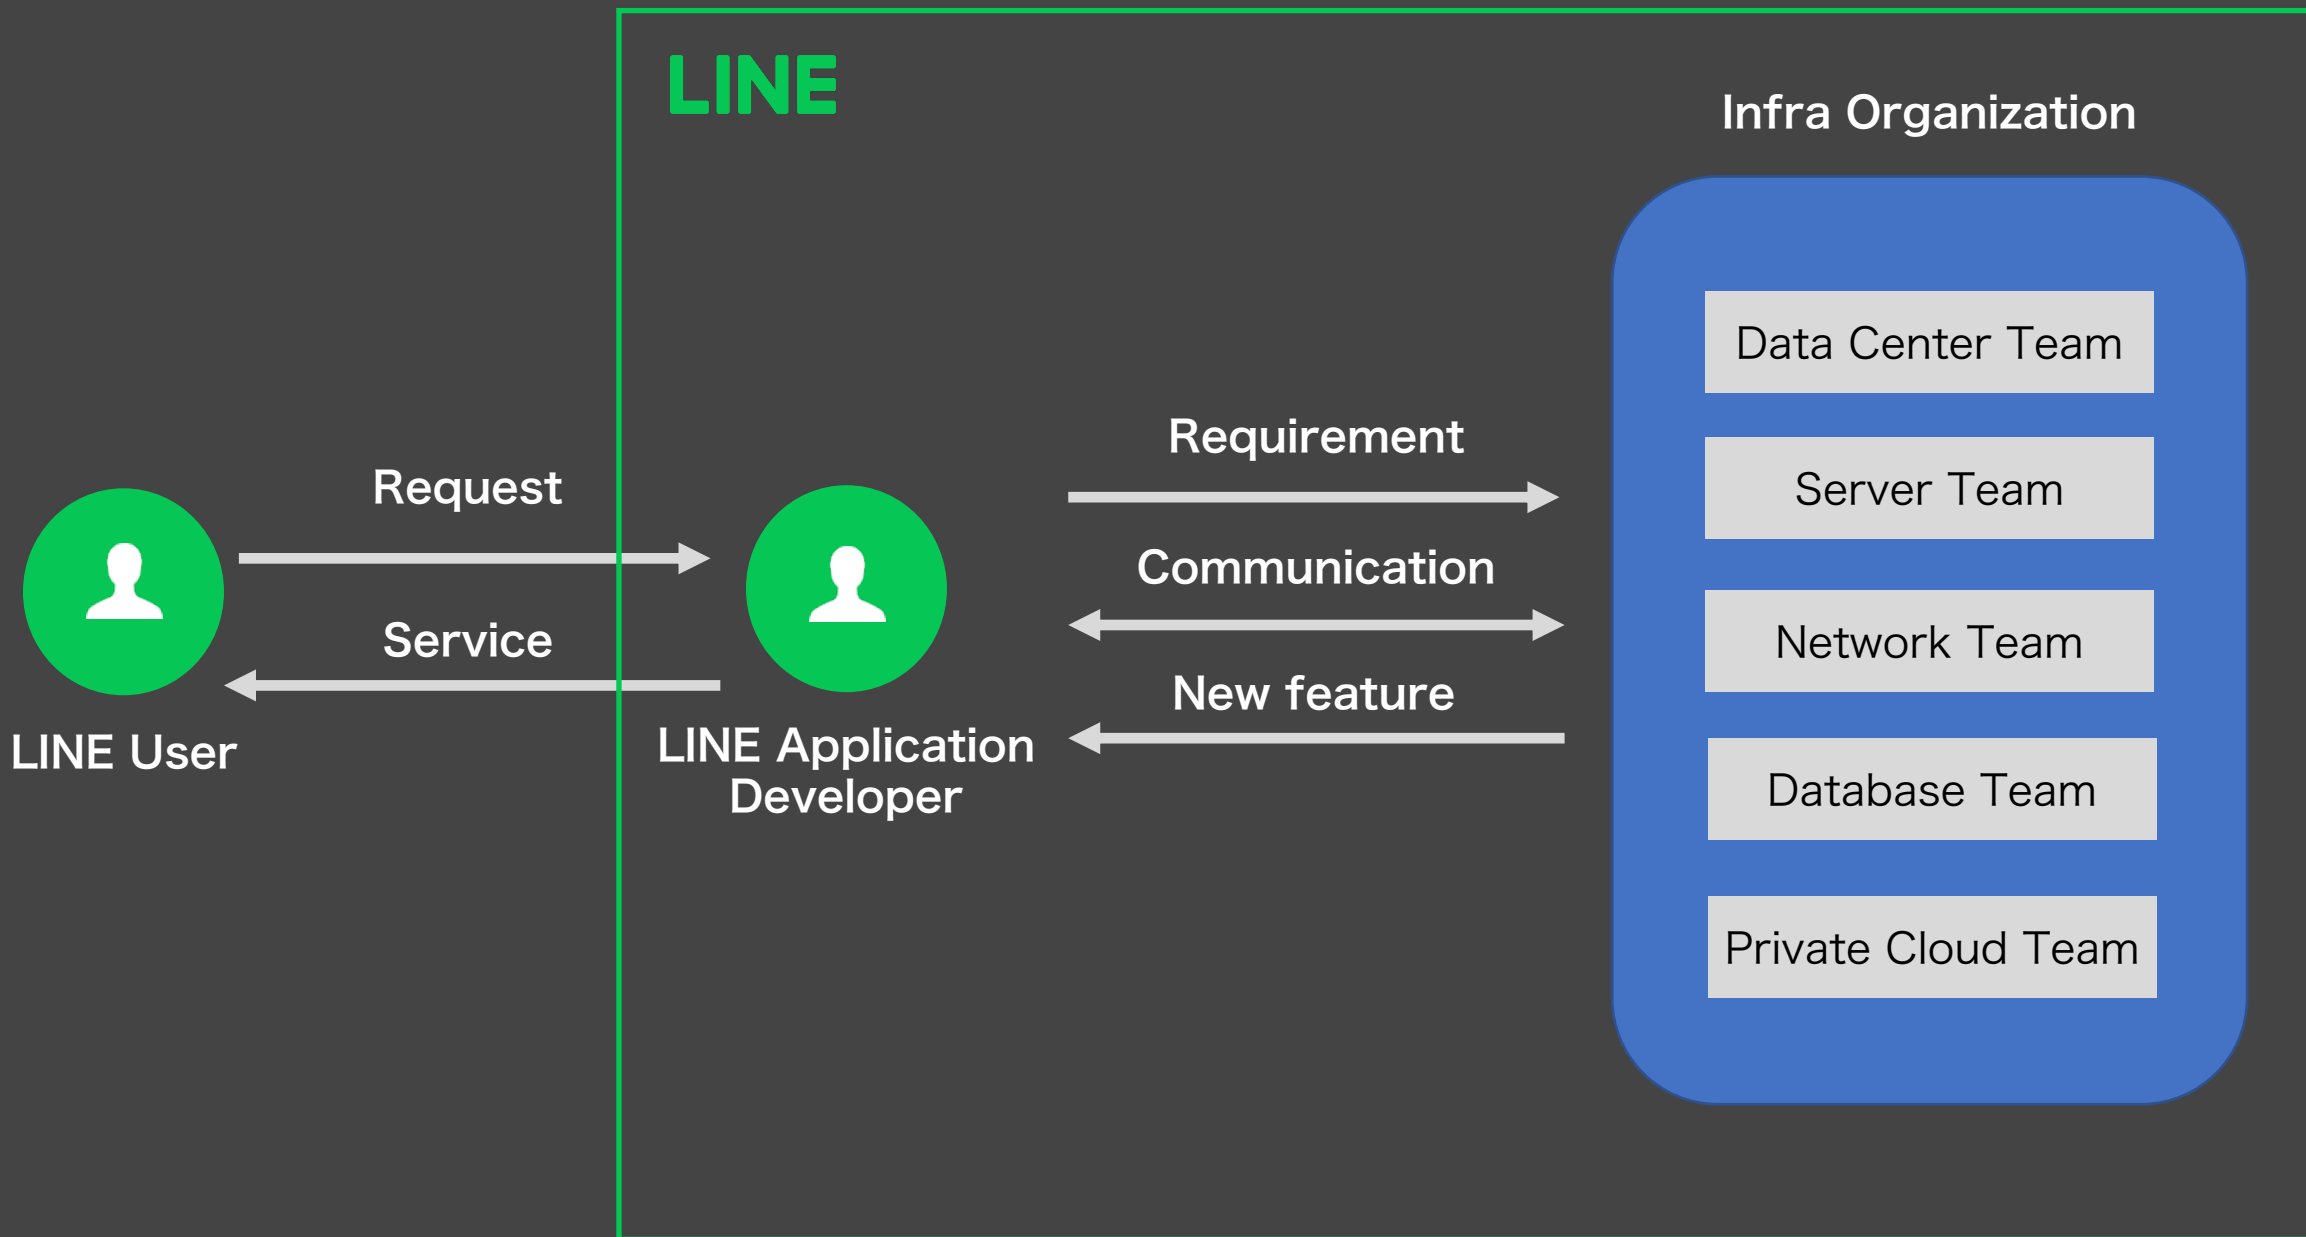 LINE
Infra Organization
Data Center Team
Requirement
Request
Server Team
Communication
Service
Network Team
New feature
LINE User
LINE Application
Developer
Database Team
Private Cloud Team